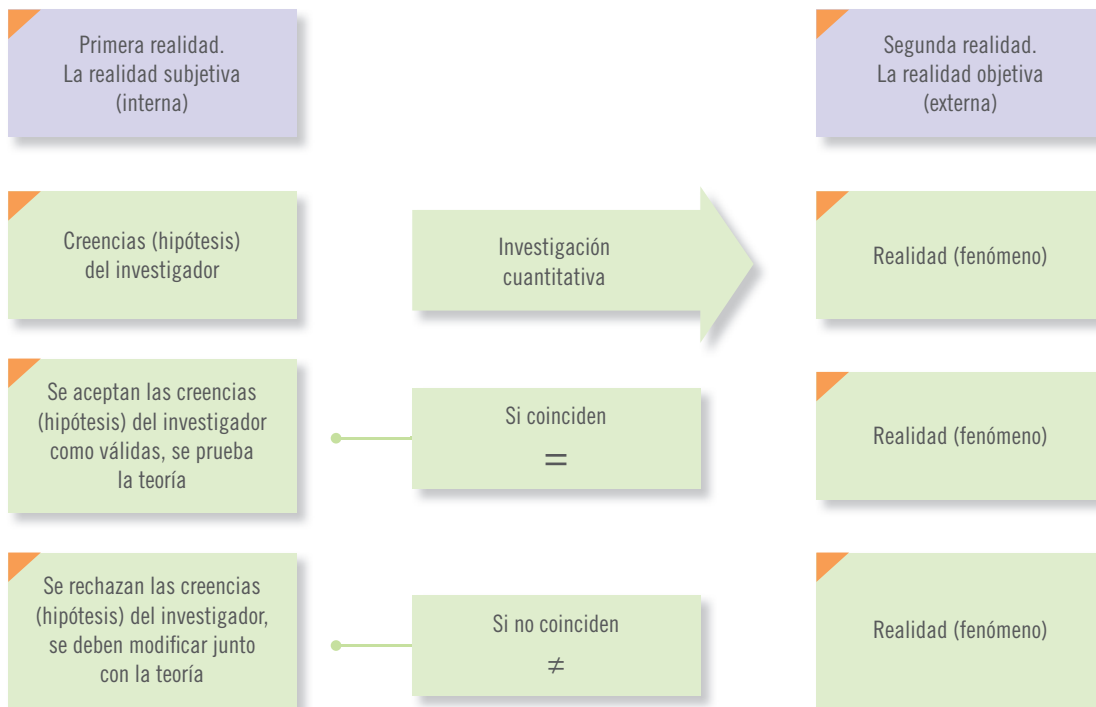 Primera realidad.
La realidad subjetiva
(interna)
Segunda realidad.
La realidad objetiva
(externa)
Creencias (hipótesis)
del investigador
Investigación
cuantitativa
Realidad (fenómeno)
Se aceptan las creencias
(hipótesis) del investigador
como válidas, se prueba
la teoría
Si coinciden
=
Realidad (fenómeno)
Se rechazan las creencias
(hipótesis) del investigador,
se deben modificar junto
con la teoría
Si no coinciden
≠
Realidad (fenómeno)